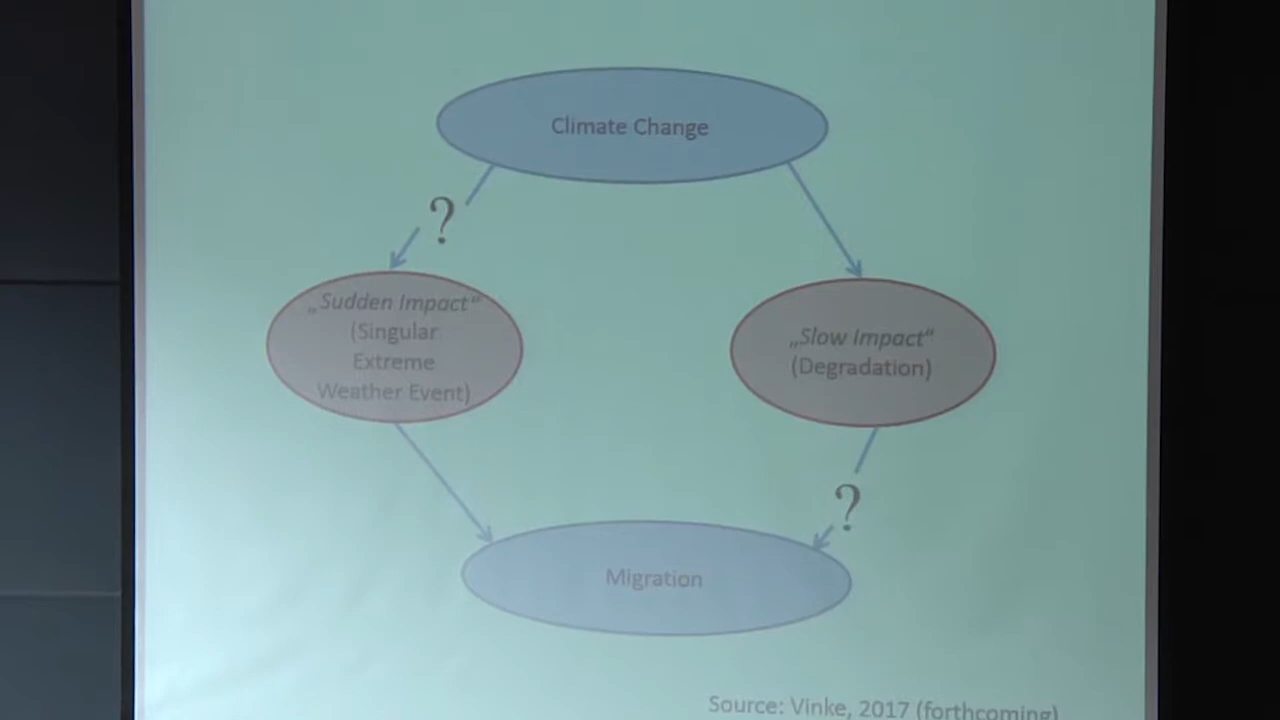 Climate Change
?
„Sudden Impact“
(Singular
Extreme
Weather Event)
„Slow Impact“
(Degradation)
?
Migration
Source: Vinke, 2017 (forthcoming)